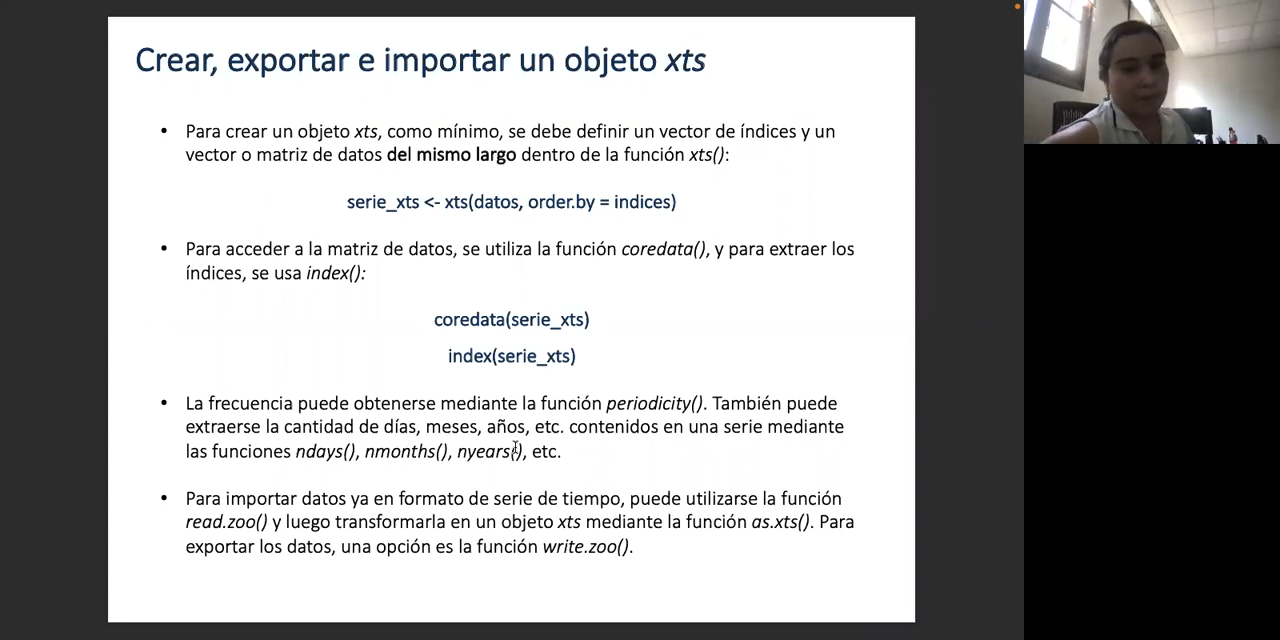 Crear, exportar e importar un objeto xts
• Para crear un objeto xts, como mínimo, se debe definir un vector de índices y un
vector o matriz de datos del mismo largo dentro de la función xts():
serie_xts <- xts(datos, order.by = indices)
• Para acceder a la matriz de datos, se utiliza la función coredata(), y para extraer los
índices, se usa index():
coredata(serie_xts)
index(serie_xts)
• La frecuencia puede obtenerse mediante la función periodicity(). También puede
extraerse la cantidad de días, meses, años, etc. contenidos en una serie mediante
las funciones ndays(), nmonths(), nyears(), etc.
• Para importar datos ya en formato de serie de tiempo, puede utilizarse la función
read.zoo() y luego transformarla en un objeto xts mediante la función as.xts(). Para
exportar los datos, una opción es la función write.zoo().